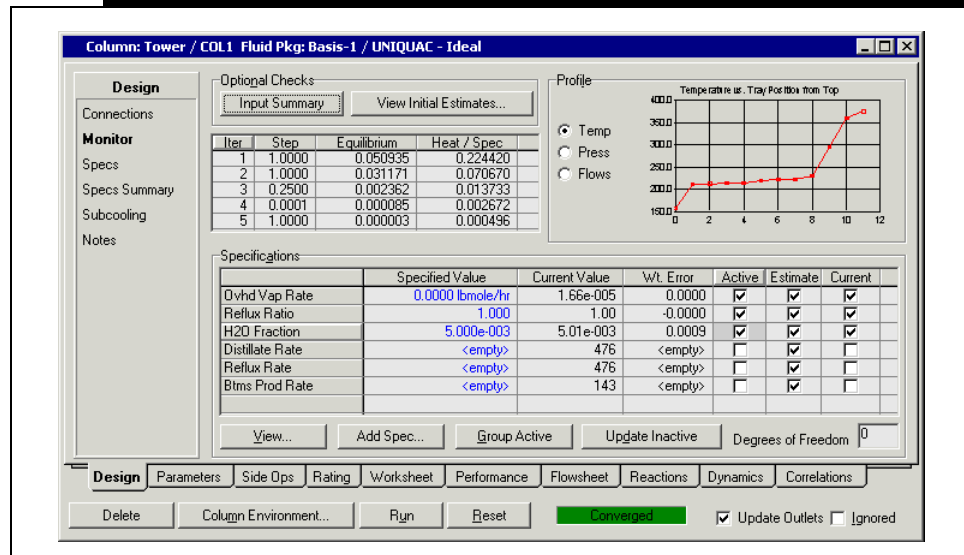 Column: Tower / COL1 Fluid Pkg: Basis-1 / UNIQUAC - Ideal
Design
Connections
Monitor
Specs
Specs Summary
Subcooling
Notes
Optional Checks
Input Summary
View Initial Estimates...
Iter Step Equilibrium Heat / Spec
1 1.0000 0.050935 0.224420
2 1.0000 0.031171 0.070670
3 0.2500 0.002362 0.013733
4 0.0001 0.000085 0.002672
5 1.0000 0.000003 0.000496
Profile
Temp
Press
Flows
Temperature vs. Tray Position from Top
400.0
350.0
300.0
250.0
200.0
150.0
0 2 4 6 8 10 12
Specifications
Specified Value Current Value Wt. Error Active Estimate Current
Ovhd Vap Rate 0.0000 lbmole/hr 1.66e-005 0.0000
Reflux Ratio 1.000 1.00 -0.0000
H2O Fraction 5.000e-003 5.01e-003 0.0009
Distillate Rate <empty> 476 <empty>
Reflux Rate <empty> 476 <empty>
Btms Prod Rate <empty> 143 <empty>
View... Add Spec... Group Active Update Inactive Degrees of Freedom 0
Design Parameters Side Ops Rating Worksheet Performance Flowsheet Reactions Dynamics Correlations
Delete Column Environment... Run Reset Converged Update Outlets Ignored